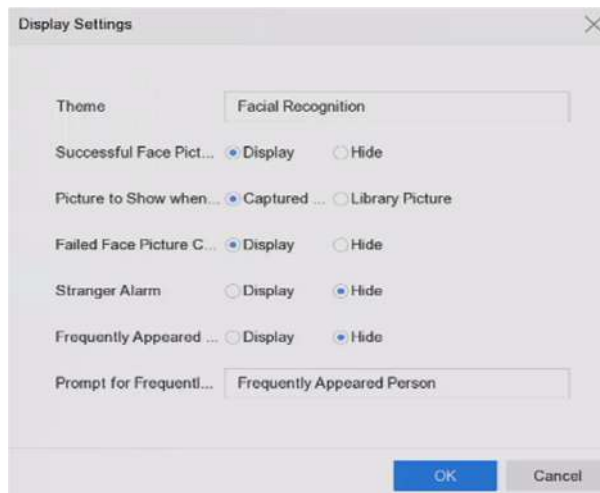 Display Settings
Theme Facial Recognition
Successful Face Pict... Display Hide
Picture to Show when... Captured ... Library Picture
Failed Face Picture C... Display Hide
Stranger Alarm Display Hide
Frequently Appeared ... Display Hide
Prompt for Frequentl... Frequently Appeared Person
OK Cancel